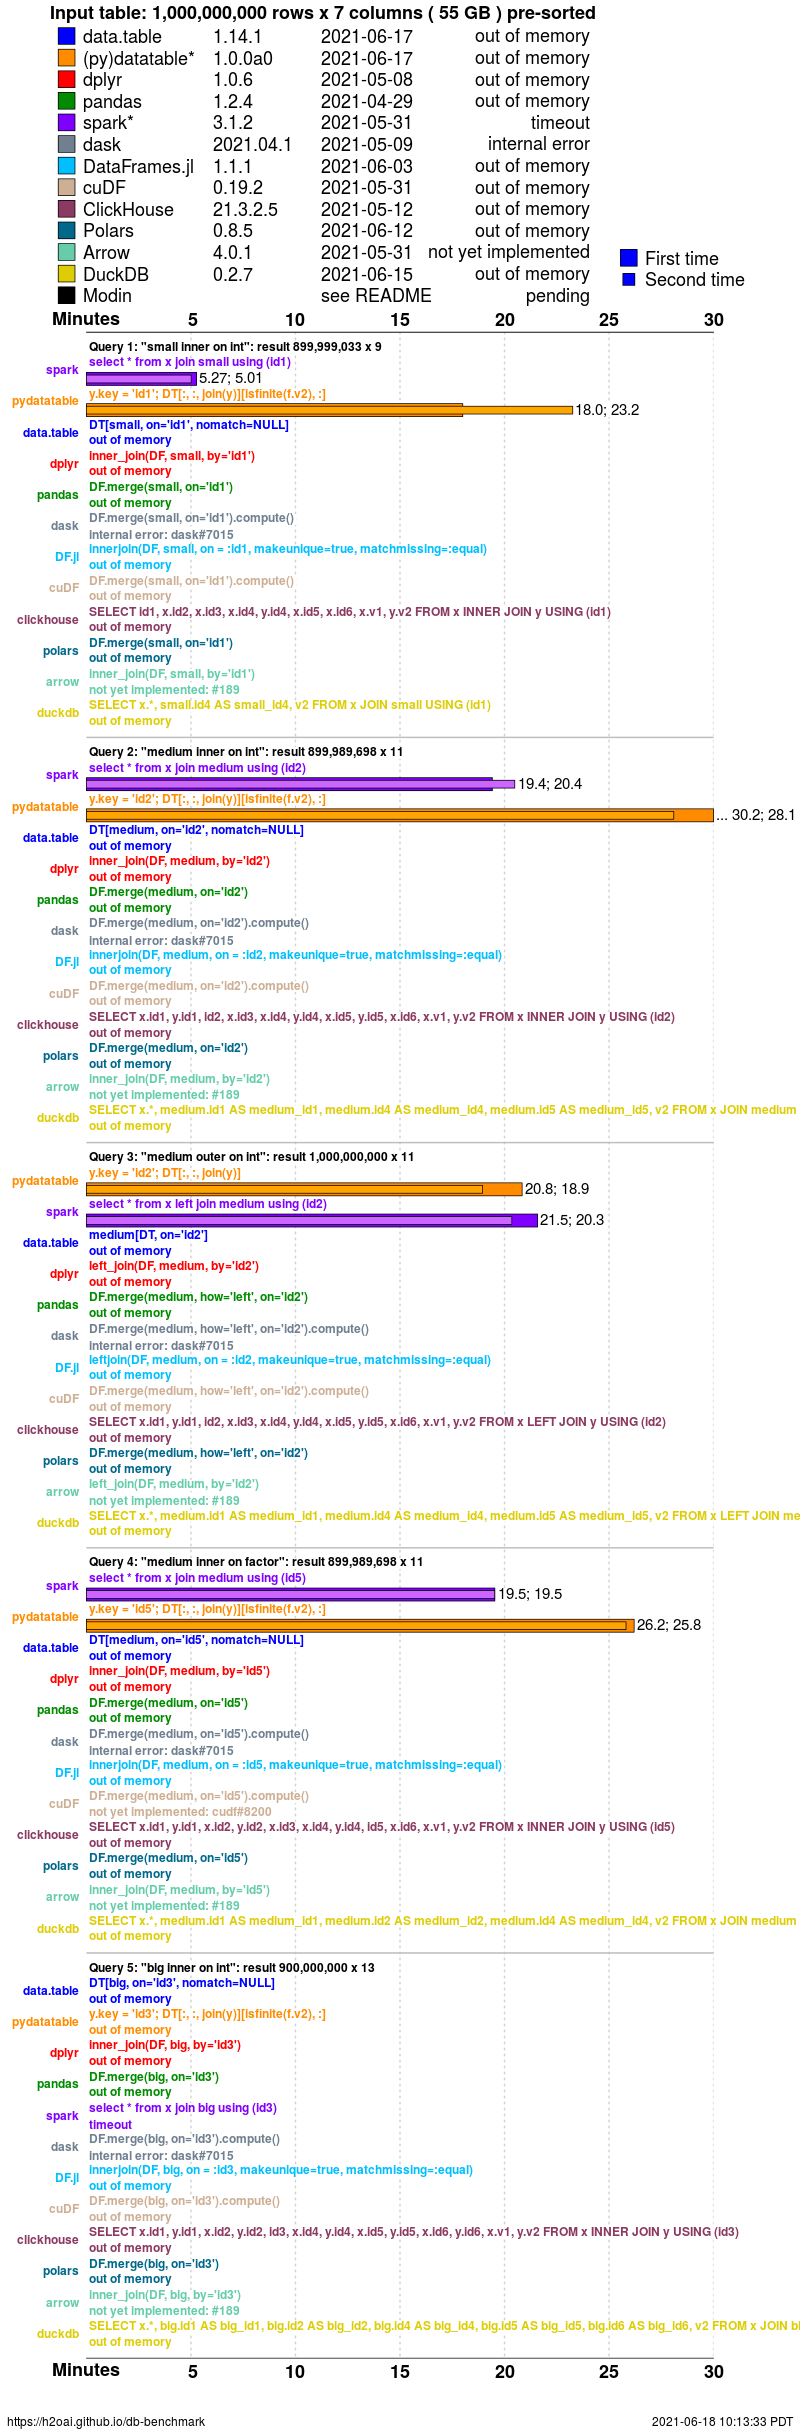 Input table: 1,000,000,000 rows x 7 columns ( 55 GB ) pre-sorted
data.table 1.14.1 2021-06-17 out of memory
(py)datatable* 1.0.0a0 2021-06-17 out of memory
dplyr 1.0.6 2021-05-08 out of memory
pandas 1.2.4 2021-04-29 out of memory
spark* 3.1.2 2021-05-31 timeout
dask 2021.04.1 2021-05-09 internal error
DataFrames.jl 1.1.1 2021-06-03 out of memory
cuDF 0.19.2 2021-05-31 out of memory
ClickHouse 21.3.2.5 2021-05-12 out of memory
Polars 0.8.5 2021-06-12 out of memory
Arrow 4.0.1 2021-05-31 not yet implemented
DuckDB 0.2.7 2021-06-15 out of memory
Modin see README pending
First time
Second time
Minutes 5 10 15 20 25 30
Query 1: "small inner on int": result 899,999,033 x 9
select * from x join small using (id1)
spark 5.27; 5.01
y.key = 'id1'; DT[:, :, join(y)][isfinite(f.v2), :]
pydatatable 18.0; 23.2
DT[small, on='id1', nomatch=NULL]
data.table out of memory
inner_join(DF, small, by='id1')
dplyr out of memory
DF.merge(small, on='id1')
pandas out of memory
DF.merge(small, on='id1').compute()
dask internal error: dask#7015
innerjoin(DF, small, on = :id1, makeunique=true, matchmissing=:equal)
DF.jl out of memory
DF.merge(small, on='id1').compute()
cuDF out of memory
SELECT id1, x.id2, x.id3, x.id4, y.id4, x.id5, x.id6, x.v1, y.v2 FROM x INNER JOIN y USING (id1)
clickhouse out of memory
DF.merge(small, on='id1')
polars out of memory
inner_join(DF, small, by='id1')
arrow not yet implemented: #189
SELECT x.*, small.id4 AS small_id4, v2 FROM x JOIN small USING (id1)
duckdb out of memory
Query 2: "medium inner on int": result 899,989,698 x 11
select * from x join medium using (id2)
spark 19.4; 20.4
y.key = 'id2'; DT[:, :, join(y)][isfinite(f.v2), :]
pydatatable ... 30.2; 28.1
DT[medium, on='id2', nomatch=NULL]
data.table out of memory
inner_join(DF, medium, by='id2')
dplyr out of memory
DF.merge(medium, on='id2')
pandas out of memory
DF.merge(medium, on='id2').compute()
dask internal error: dask#7015
innerjoin(DF, medium, on = :id2, makeunique=true, matchmissing=:equal)
DF.jl out of memory
DF.merge(medium, on='id2').compute()
cuDF out of memory
SELECT x.id1, y.id1, id2, x.id3, x.id4, y.id4, x.id5, y.id5, x.id6, x.v1, y.v2 FROM x INNER JOIN y USING (id2)
clickhouse out of memory
DF.merge(medium, on='id2')
polars out of memory
inner_join(DF, medium, by='id2')
arrow not yet implemented: #189
SELECT x.*, medium.id1 AS medium_id1, medium.id4 AS medium_id4, medium.id5 AS medium_id5, v2 FROM x JOIN medium
duckdb out of memory
Query 3: "medium outer on int": result 1,000,000,000 x 11
y.key = 'id2'; DT[:, :, join(y)]
pydatatable 20.8; 18.9
select * from x left join medium using (id2)
spark 21.5; 20.3
medium[DT, on='id2']
data.table out of memory
left_join(DF, medium, by='id2')
dplyr out of memory
DF.merge(medium, how='left', on='id2')
pandas out of memory
DF.merge(medium, how='left', on='id2').compute()
dask internal error: dask#7015
leftjoin(DF, medium, on = :id2, makeunique=true, matchmissing=:equal)
DF.jl out of memory
DF.merge(medium, how='left', on='id2').compute()
cuDF out of memory
SELECT x.id1, y.id1, id2, x.id3, x.id4, y.id4, x.id5, y.id5, x.id6, x.v1, y.v2 FROM x LEFT JOIN y USING (id2)
clickhouse out of memory
DF.merge(medium, how='left', on='id2')
polars out of memory
left_join(DF, medium, by='id2')
arrow not yet implemented: #189
SELECT x.*, medium.id1 AS medium_id1, medium.id4 AS medium_id4, medium.id5 AS medium_id5, v2 FROM x LEFT JOIN me
duckdb out of memory
Query 4: "medium inner on factor": result 899,989,698 x 11
select * from x join medium using (id5)
spark 19.5; 19.5
y.key = 'id5'; DT[:, :, join(y)][isfinite(f.v2), :]
pydatatable 26.2; 25.8
DT[medium, on='id5', nomatch=NULL]
data.table out of memory
inner_join(DF, medium, by='id5')
dplyr out of memory
DF.merge(medium, on='id5')
pandas out of memory
DF.merge(medium, on='id5').compute()
dask internal error: dask#7015
innerjoin(DF, medium, on = :id5, makeunique=true, matchmissing=:equal)
DF.jl out of memory
DF.merge(medium, on='id5').compute()
cuDF not yet implemented: cudf#8200
SELECT x.id1, y.id1, x.id2, y.id2, x.id3, x.id4, y.id4, id5, x.id6, x.v1, y.v2 FROM x INNER JOIN y USING (id5)
clickhouse out of memory
DF.merge(medium, on='id5')
polars out of memory
inner_join(DF, medium, by='id5')
arrow not yet implemented: #189
SELECT x.*, medium.id1 AS medium_id1, medium.id2 AS medium_id2, medium.id4 AS medium_id4, v2 FROM x JOIN medium
duckdb out of memory
Query 5: "big inner on int": result 900,000,000 x 13
DT[big, on='id3', nomatch=NULL]
data.table out of memory
y.key = 'id3'; DT[:, :, join(y)][isfinite(f.v2), :]
pydatatable out of memory
inner_join(DF, big, by='id3')
dplyr out of memory
DF.merge(big, on='id3')
pandas out of memory
select * from x join big using (id3)
spark timeout
DF.merge(big, on='id3').compute()
dask internal error: dask#7015
innerjoin(DF, big, on = :id3, makeunique=true, matchmissing=:equal)
DF.jl out of memory
DF.merge(big, on='id3').compute()
cuDF out of memory
SELECT x.id1, y.id1, x.id2, y.id2, id3, x.id4, y.id4, x.id5, y.id5, x.id6, y.id6, x.v1, y.v2 FROM x INNER JOIN y USING (id3)
clickhouse out of memory
DF.merge(big, on='id3')
polars out of memory
inner_join(DF, big, by='id3')
arrow not yet implemented: #189
SELECT x.*, big.id1 AS big_id1, big.id2 AS big_id2, big.id4 AS big_id4, big.id5 AS big_id5, big.id6 AS big_id6, v2 FROM x JOIN bi
duckdb out of memory
Minutes 5 10 15 20 25 30
https://h2oai.github.io/db-benchmark 2021-06-18 10:13:33 PDT